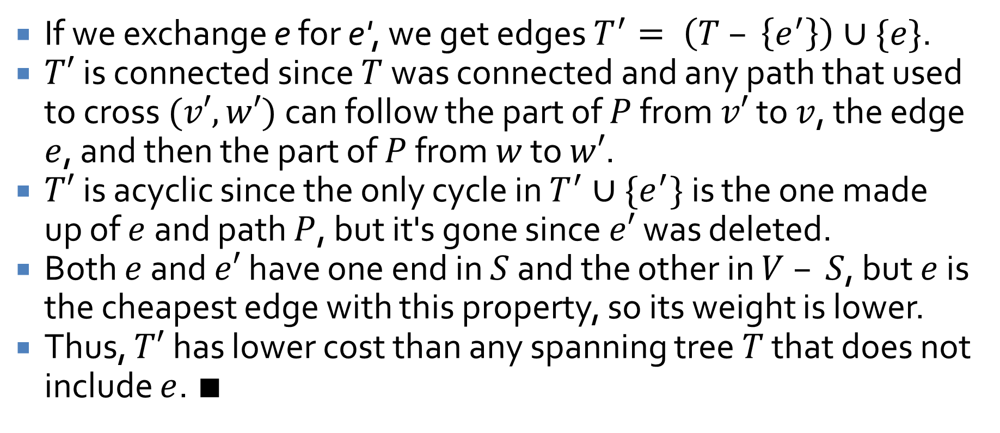 ▪ If we exchange e for e', we get edges T′ = (T – {e′}) ∪ {e}.
▪ T′ is connected since T was connected and any path that used
to cross (v′, w′) can follow the part of P from v′ to v, the edge
e, and then the part of P from w to w′.
▪ T′ is acyclic since the only cycle in T′ ∪ {e′} is the one made
up of e and path P, but it's gone since e′ was deleted.
▪ Both e and e′ have one end in S and the other in V – S, but e is
the cheapest edge with this property, so its weight is lower.
▪ Thus, T′ has lower cost than any spanning tree T that does not
include e. ■